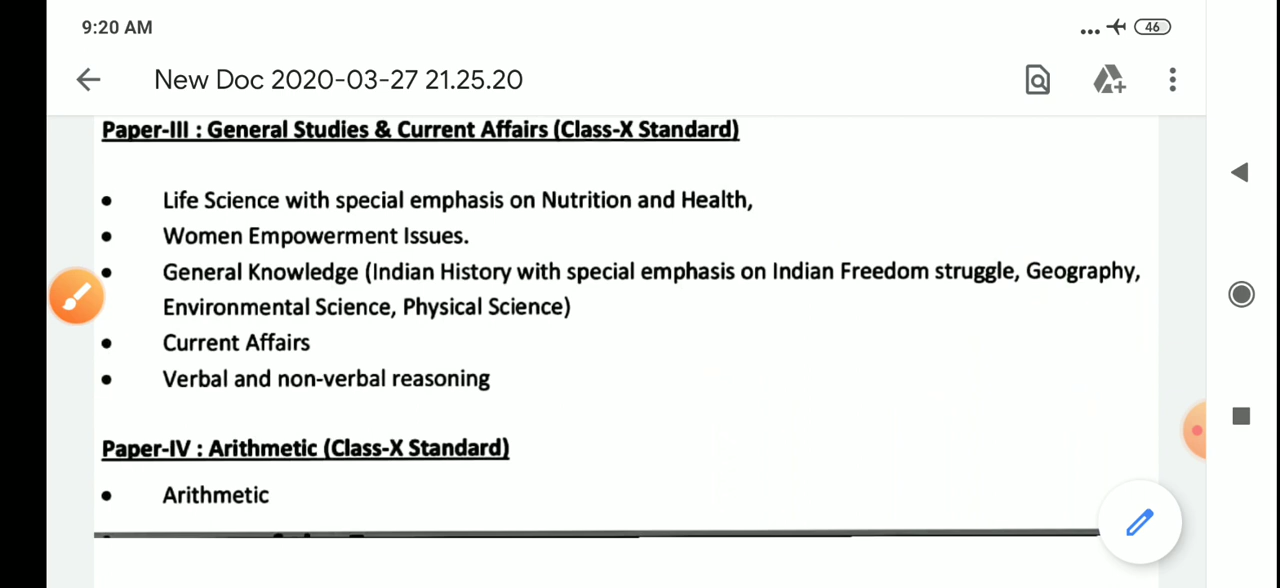 9:20 AM
46
New Doc 2020-03-27 21.25.20
Paper-III : General Studies & Current Affairs (Class-X Standard)
• Life Science with special emphasis on Nutrition and Health,
• Women Empowerment Issues.
• General Knowledge (Indian History with special emphasis on Indian Freedom struggle, Geography,
Environmental Science, Physical Science)
• Current Affairs
• Verbal and non-verbal reasoning
Paper-IV : Arithmetic (Class-X Standard)
• Arithmetic